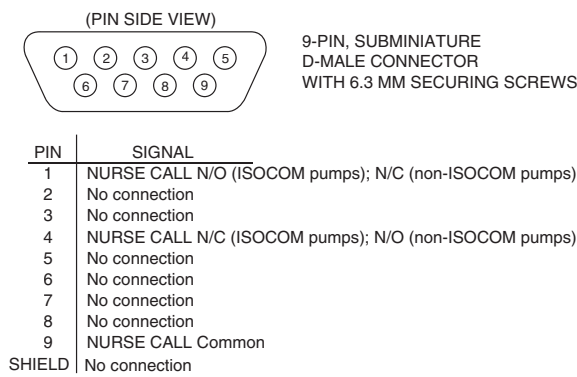 (PIN SIDE VIEW)
1 2 3 4 5
6 7 8 9
9-PIN, SUBMINIATURE
D-MALE CONNECTOR
WITH 6.3 MM SECURING SCREWS
PIN SIGNAL
1 NURSE CALL N/O (ISOCOM pumps); N/C (non-ISOCOM pumps)
2 No connection
3 No connection
4 NURSE CALL N/C (ISOCOM pumps); N/O (non-ISOCOM pumps)
5 No connection
6 No connection
7 No connection
8 No connection
9 NURSE CALL Common
SHIELD No connection